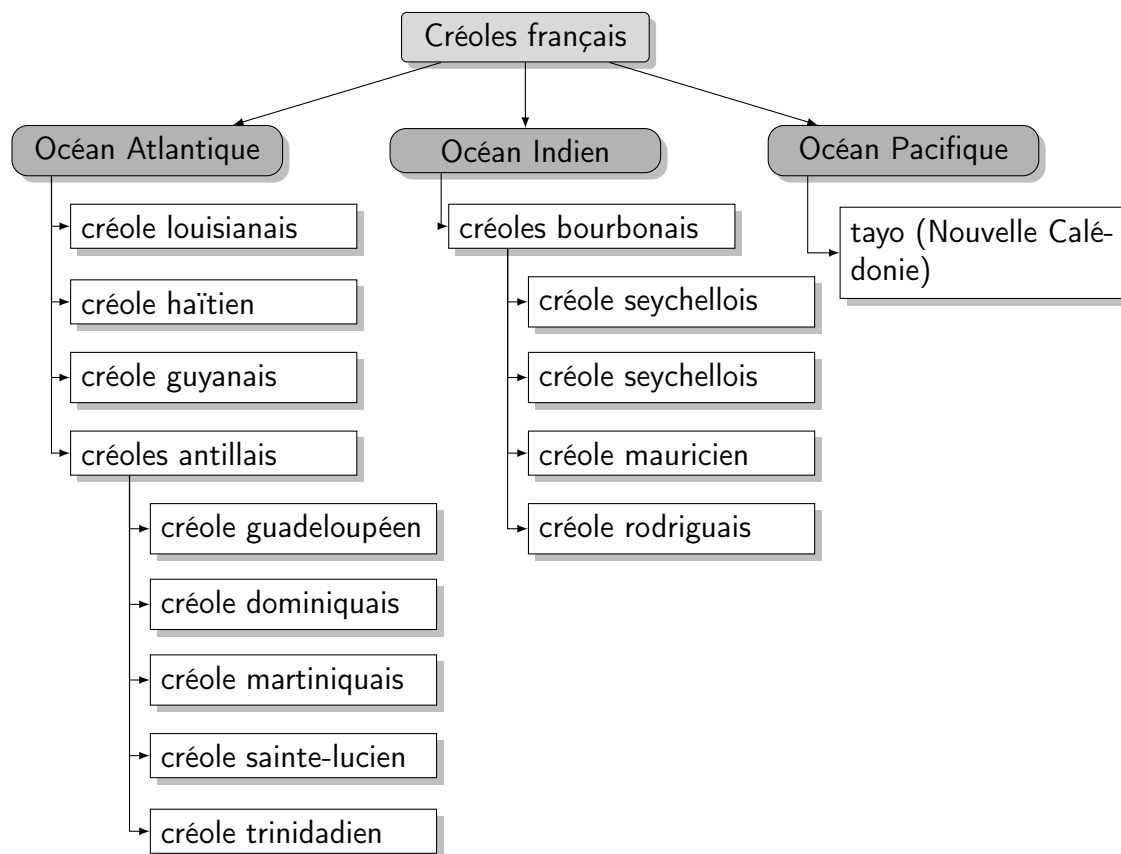 Créoles français
Océan Atlantique
créole louisianais
créole haïtien
créole guyanais
créoles antillais
créole guadeloupéen
créole dominiquais
créole martiniquais
créole sainte-lucien
créole trinidadien
Océan Indien
créoles bourbonais
créole seychellois
créole seychellois
créole mauricien
créole rodriguais
Océan Pacifique
tayo (Nouvelle Calé-
donie)